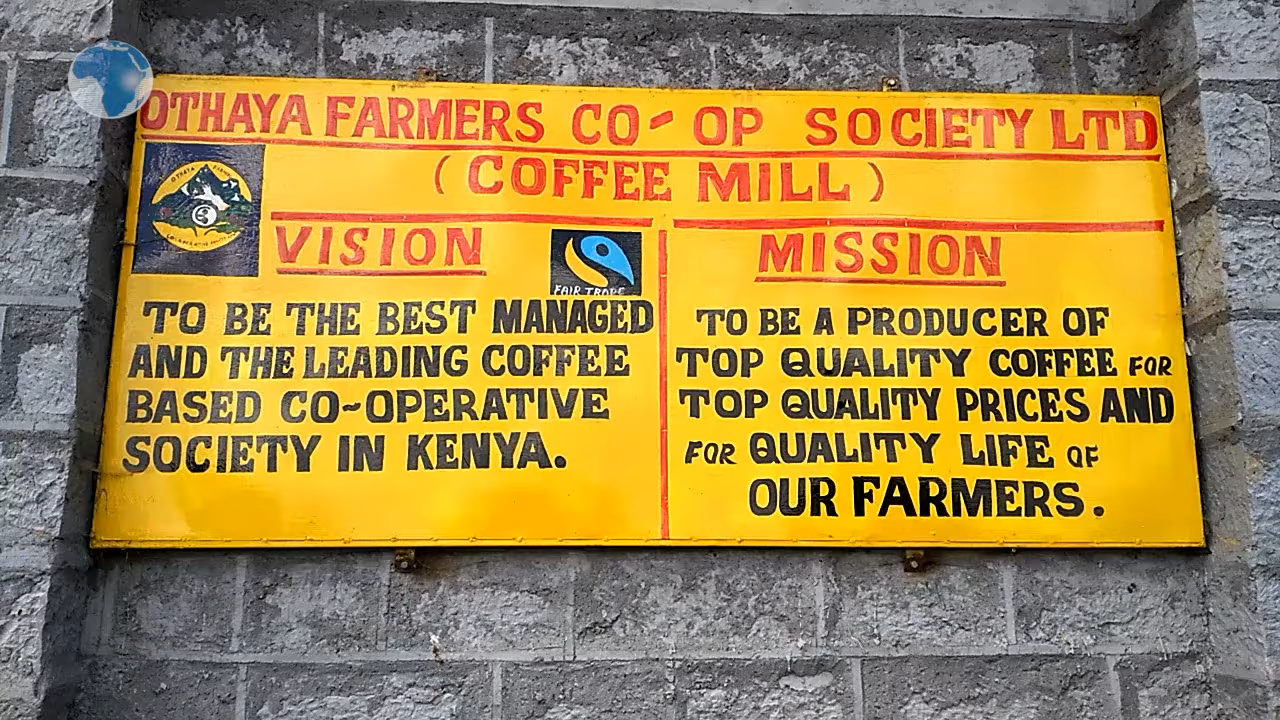 OTHAYA FARMERS CO-OP SOCIETY LTD
(COFFEE MILL)
VISION
FAIR TRADE
TO BE THE BEST MANAGED
AND THE LEADING COFFEE
BASED CO~OPERATIVE
SOCIETY IN KENYA.
MISSION
TO BE A PRODUCER OF
TOP QUALITY COFFEE FOR
TOP QUALITY PRICES AND
FOR QUALITY LIFE OF
OUR FARMERS.